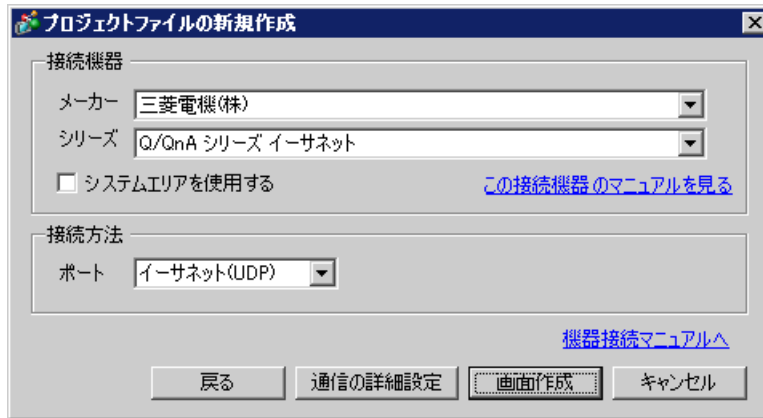 プロジェクトファイルの新規作成
接続機器
メーカー 三菱電機(株)
シリーズ Q/QnA シリーズ イーサネット
システムエリアを使用する この接続機器のマニュアルを見る
接続方法
ポート イーサネット(UDP)
機器接続マニュアルへ
戻る 通信の詳細設定 画面作成 キャンセル